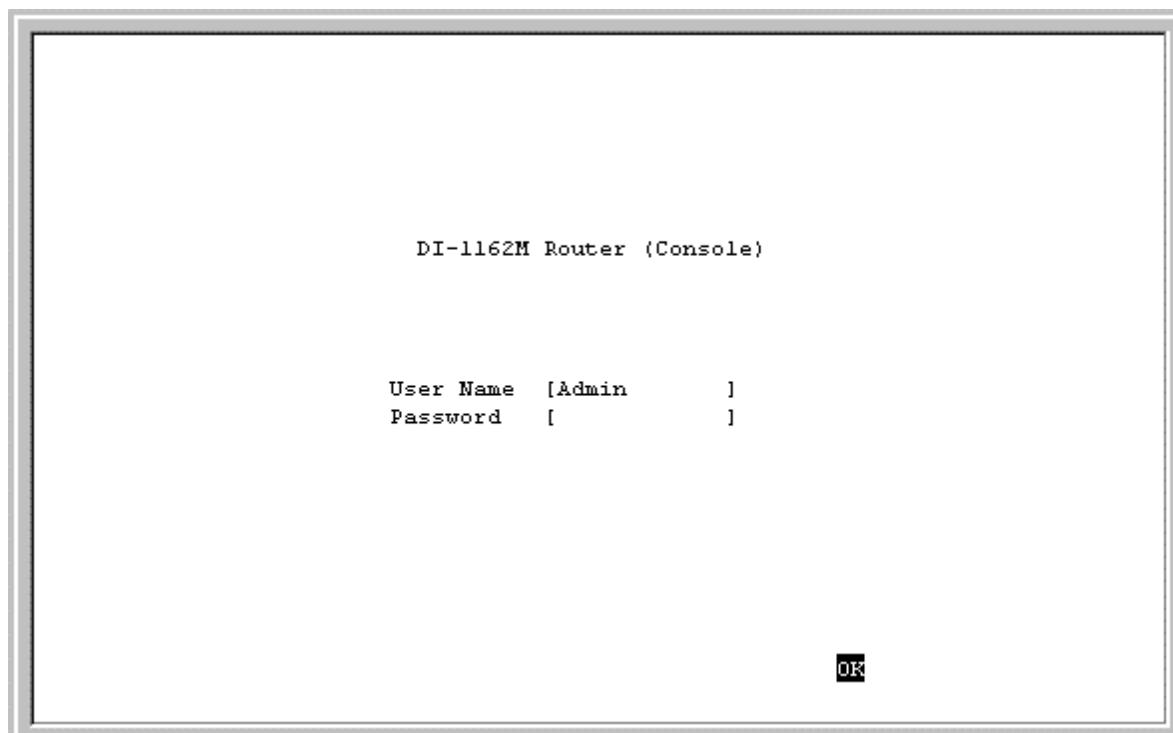 DI-1162M Router (Console)
User Name [Admin ]
Password [ ]
OK